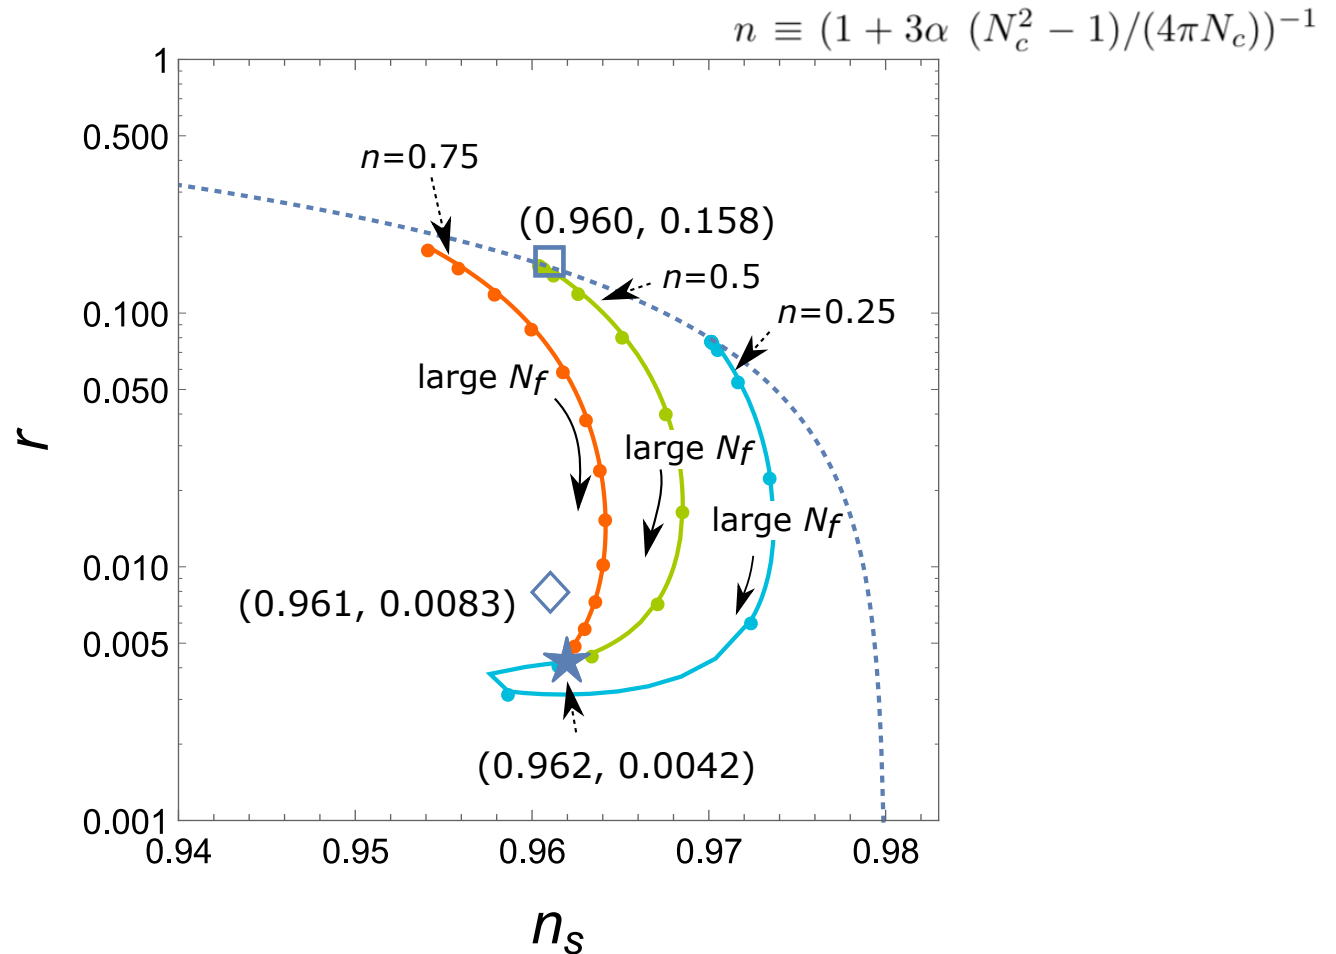 n ≡ (1 + 3α (N_c^2 − 1)/(4πN_c))^{−1}
1
0.500
n=0.75
(0.960, 0.158)
n=0.5
n=0.25
0.100
large N_f
0.050
large N_f
r
large N_f
0.010
(0.961, 0.0083)
0.005
(0.962, 0.0042)
0.001
0.94 0.95 0.96 0.97 0.98
n_s